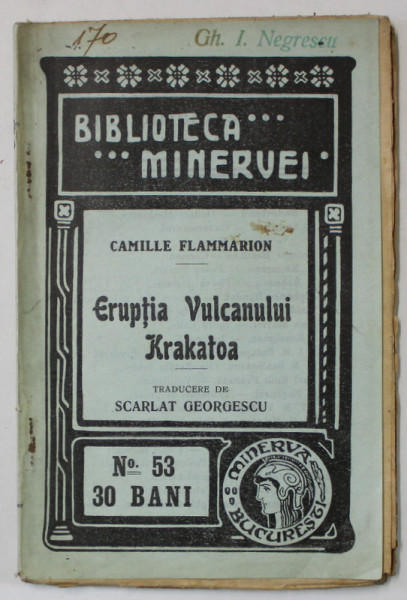 170
Gh. I. Negrescu
BIBLIOTECA
MINERVEI
CAMILLE FLAMMARION
Erupția Vulcanului
Krakatoa
TRADUCERE DE
SCARLAT GEORGESCU
No. 53
30 BANI
MINERVA
BUCUREȘTI